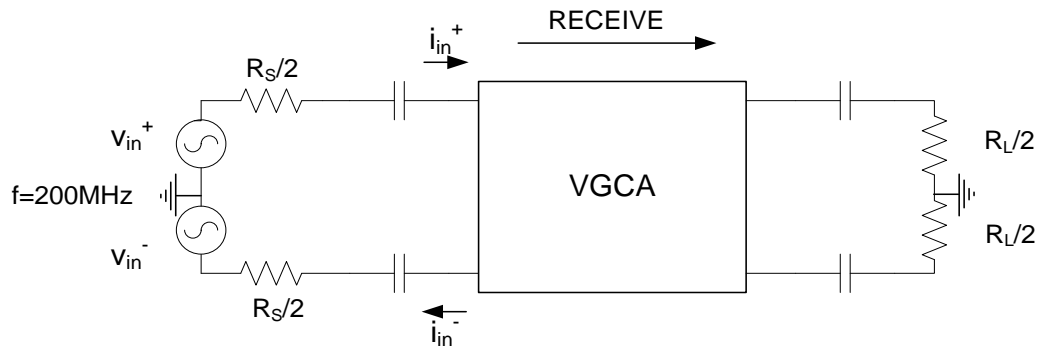 RECEIVE
i_in^+
R_S/2
v_in^+
f=200MHz
v_in^-
R_S/2
i_in^-
VGCA
R_L/2
R_L/2